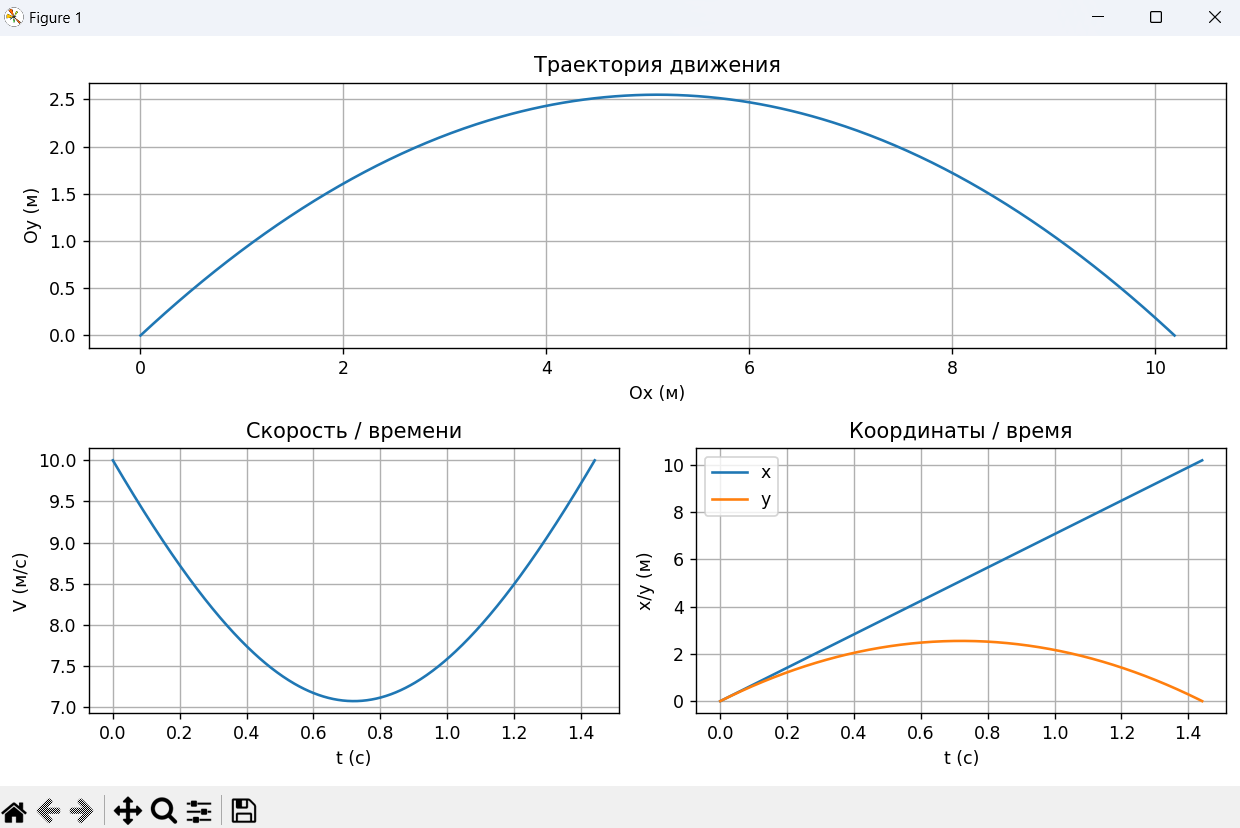 Figure 1
Траектория движения
2.5
2.0
1.5
1.0
0.5
0.0
Oy (м)
0 2 4 6 8 10
Ox (м)
Скорость / времени
10.0
9.5
9.0
8.5
8.0
7.5
7.0
V (м/с)
0.0 0.2 0.4 0.6 0.8 1.0 1.2 1.4
t (с)
Координаты / время
x
y
10
8
6
4
2
0
x/y (м)
0.0 0.2 0.4 0.6 0.8 1.0 1.2 1.4
t (с)